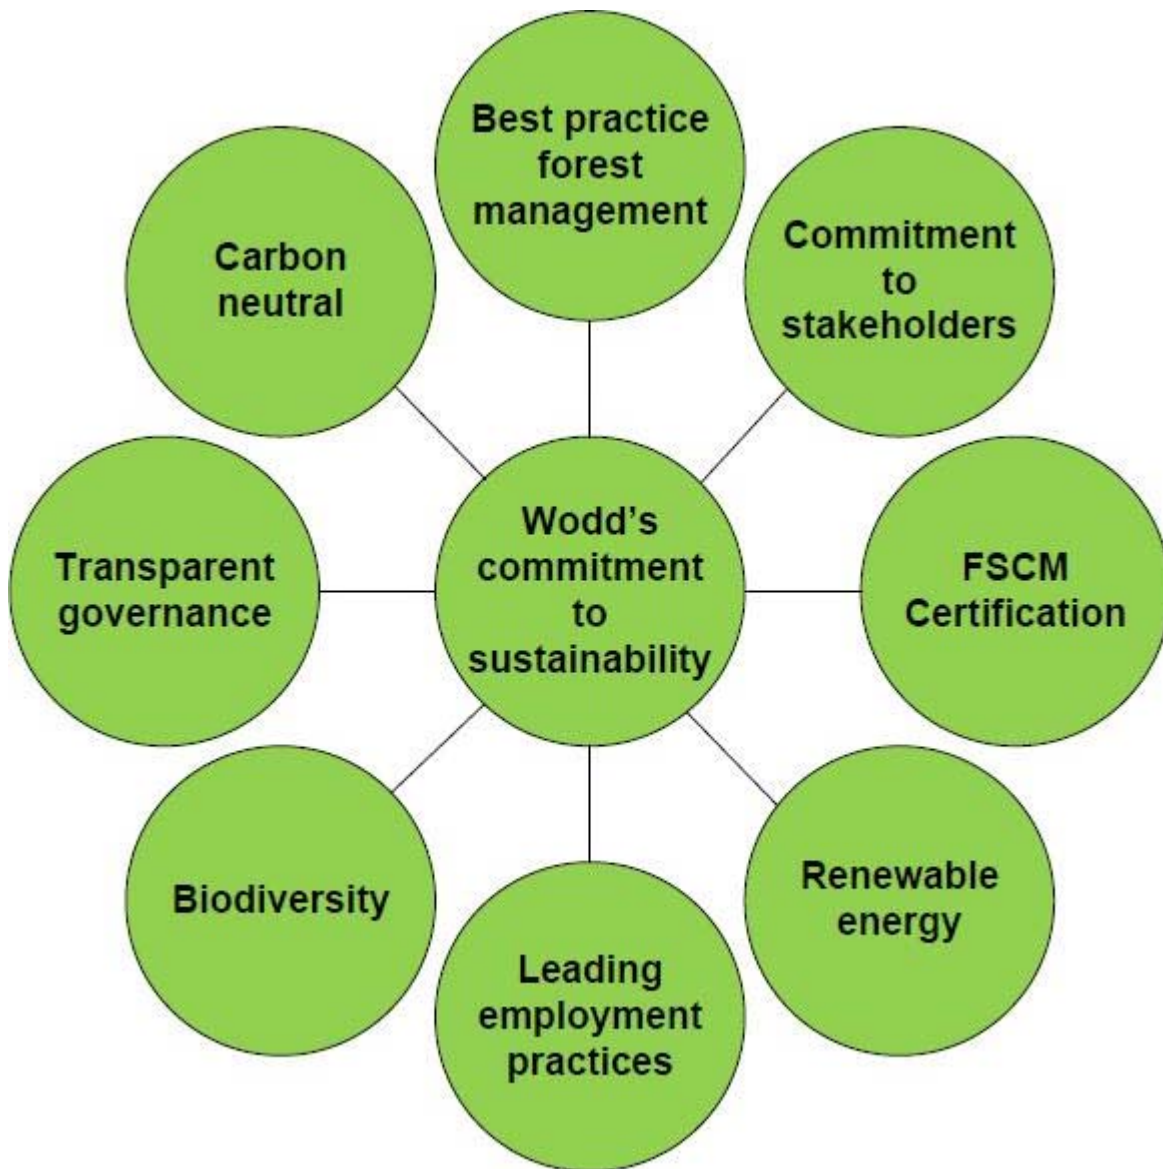 Best practice
forest
management
Commitment
to
stakeholders
FSCM
Certification
Renewable
energy
Leading
employment
practices
Biodiversity
Transparent
governance
Carbon
neutral
Wodd’s
commitment
to
sustainability